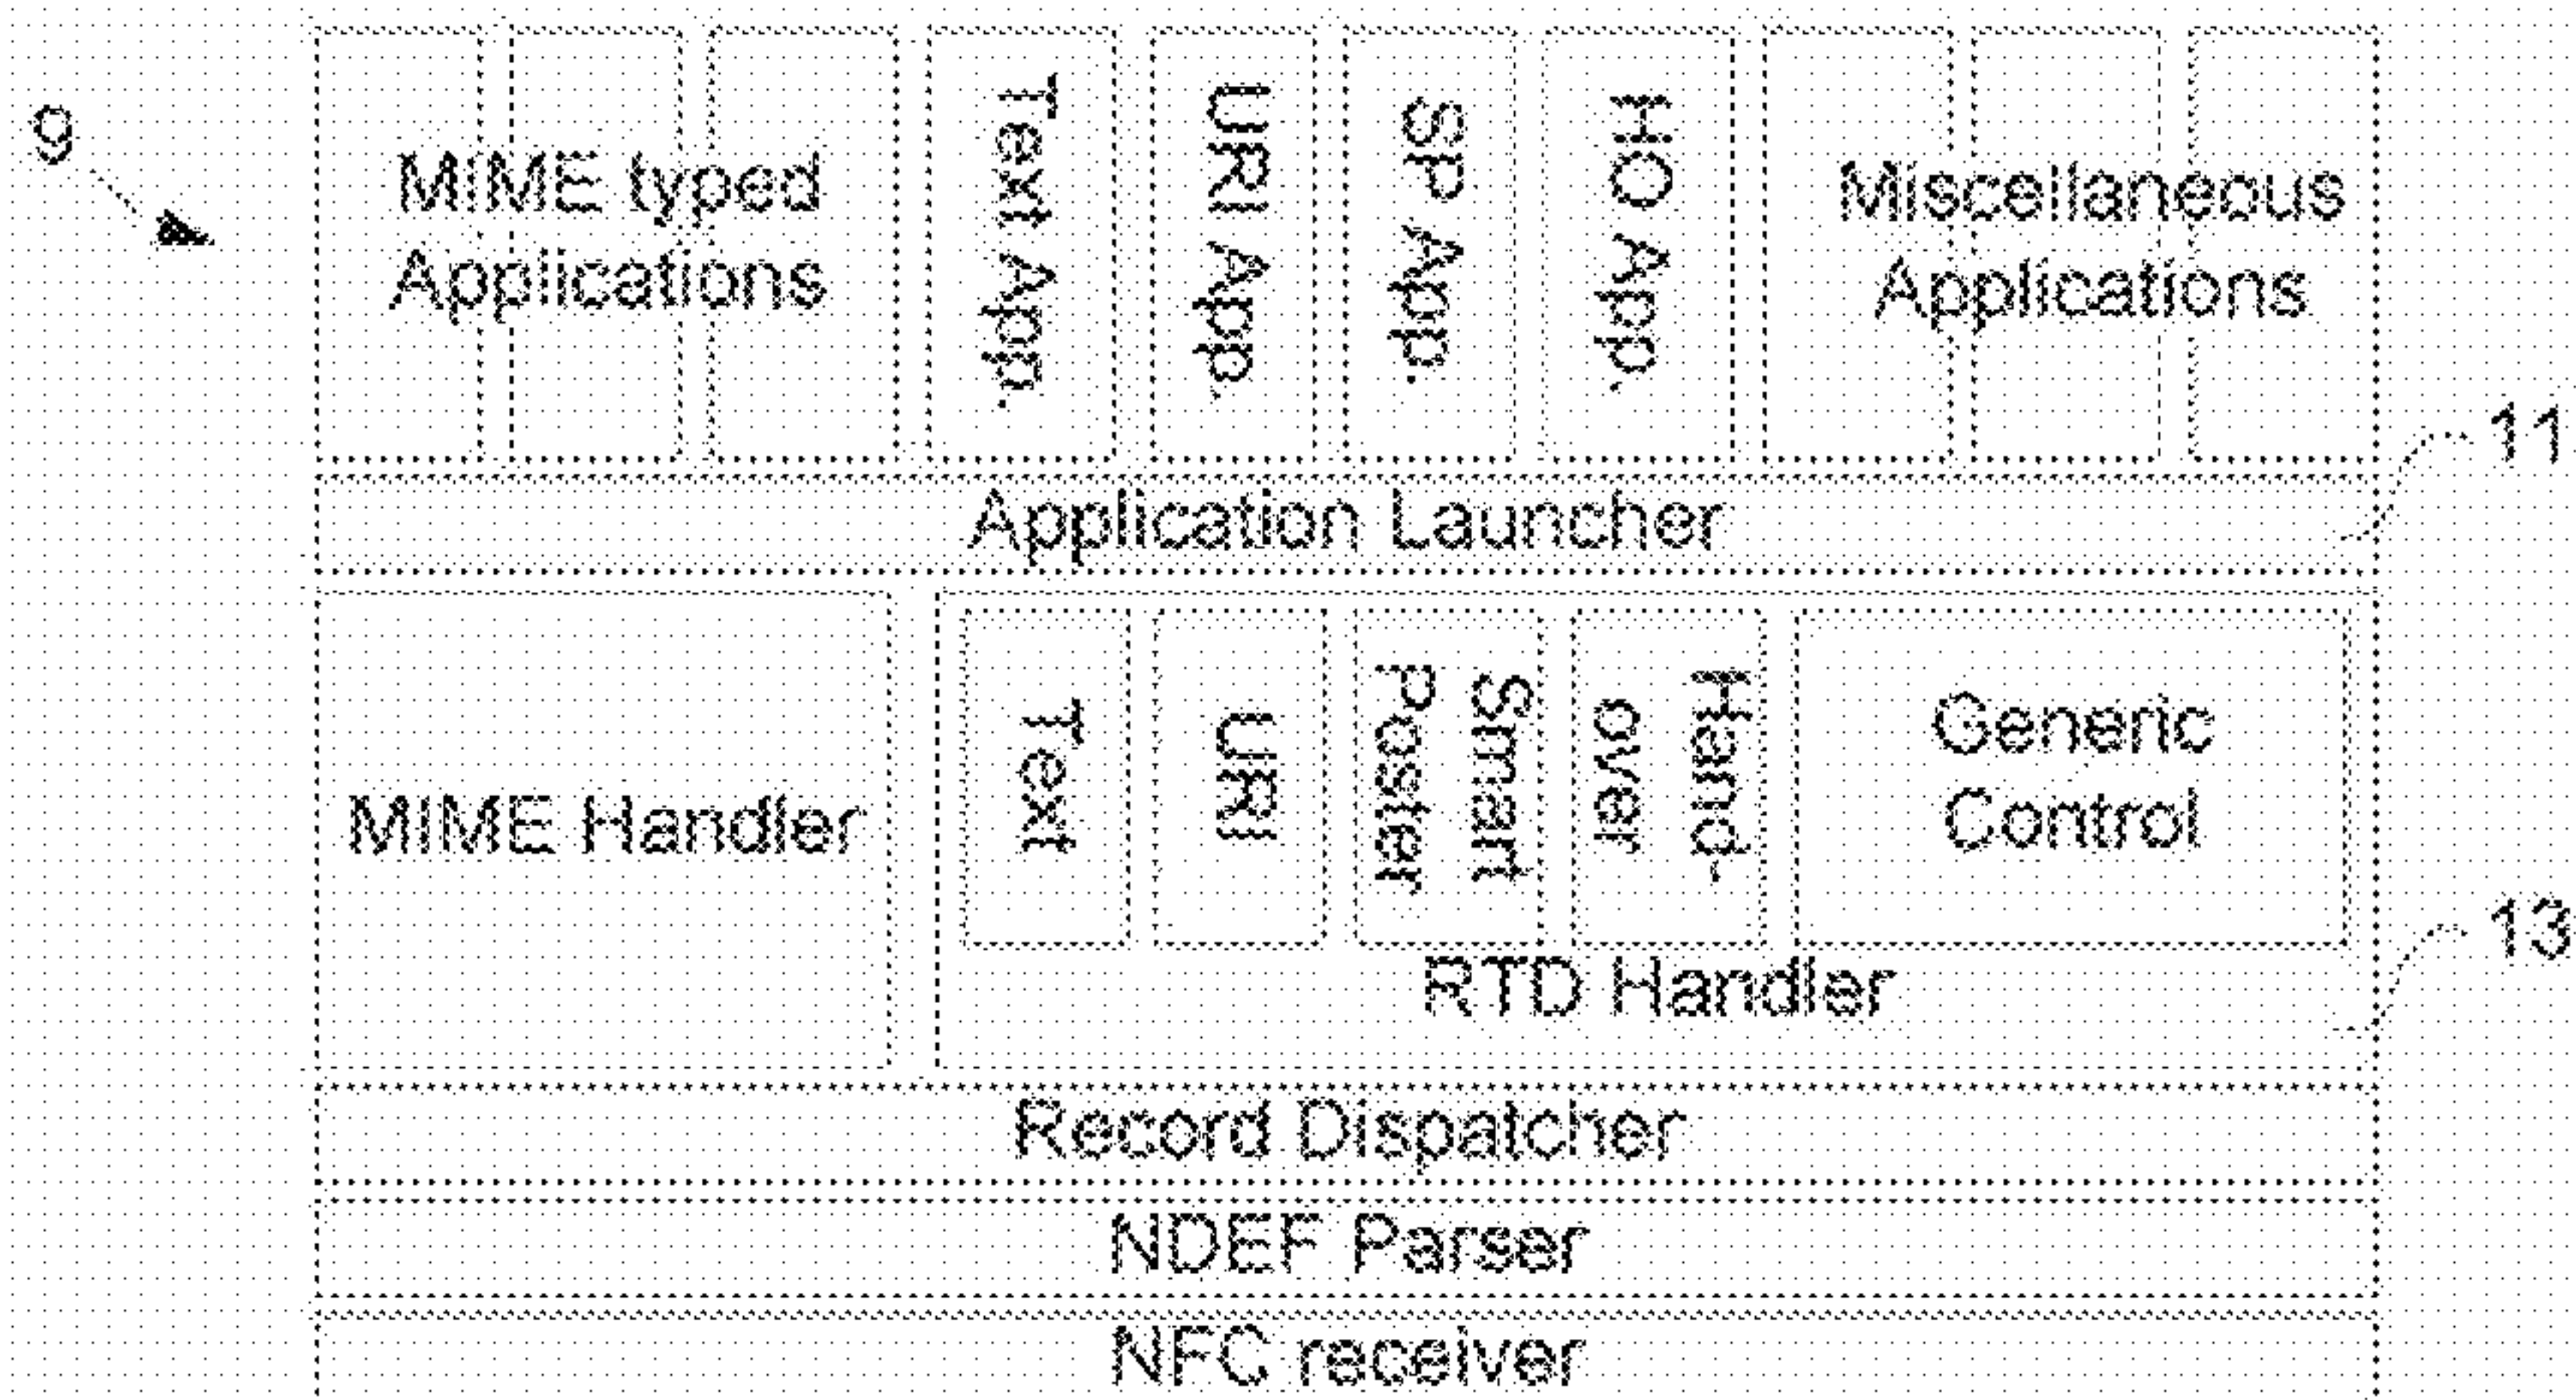 9
MIME typed
Applications
Text App.
URI App.
SP App.
HO App.
Miscellaneous
Applications
11
Application Launcher
MIME Handler
Text
URI
Smart
Poster
Hand-
over
Generic
Control
RTD Handler
13
Record Dispatcher
NDEF Parser
NFC receiver